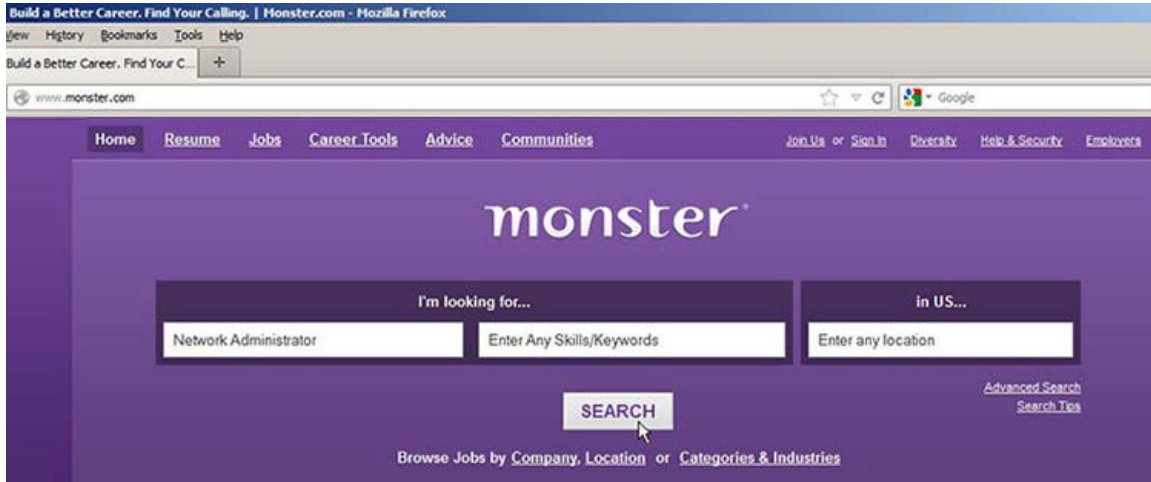 Build a Better Career. Find Your Calling. | Monster.com - Mozilla Firefox
View History Bookmarks Tools Help
Build a Better Career. Find Your C... +
www.monster.com Google
Home Resume Jobs Career Tools Advice Communities Join Us or Sign In Diversity Help & Security Employers
monster
I'm looking for... in US...
Network Administrator Enter Any Skills/Keywords Enter any location
Advanced Search
SEARCH Search Tips
Browse Jobs by Company, Location or Categories & Industries